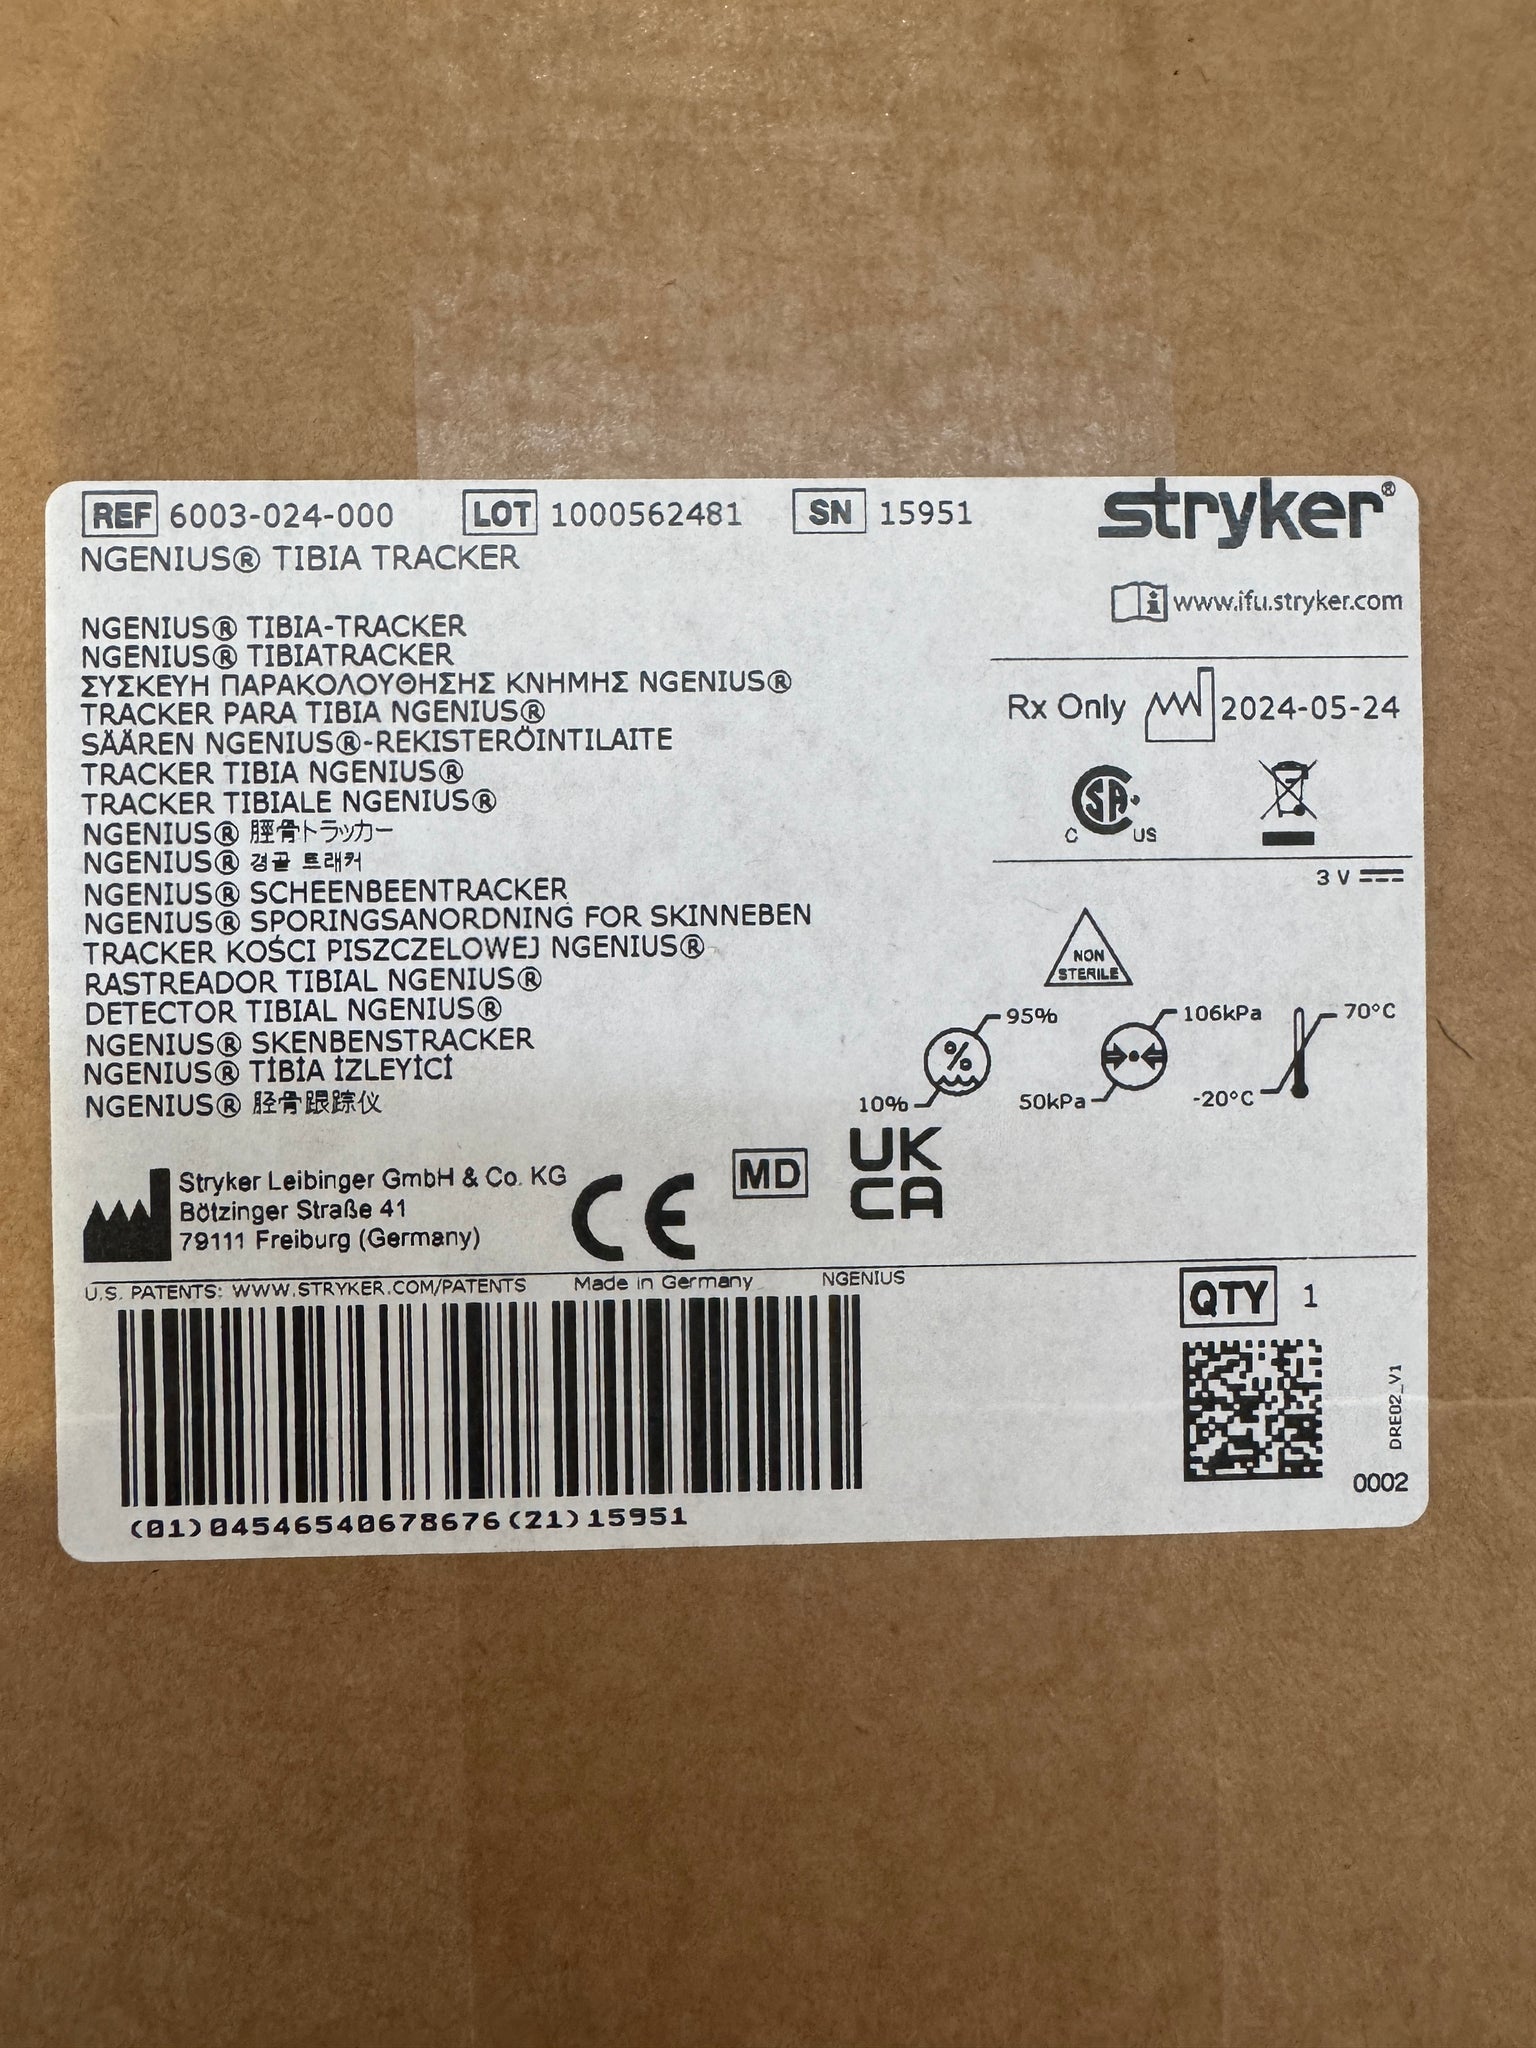 REF 6003-024-000 LOT 1000562481 SN 15951
stryker®
NGENIUS® TIBIA TRACKER
www.ifu.stryker.com
NGENIUS® TIBIA-TRACKER
NGENIUS® TIBIATRACKER
ΣΥΣΚΕΥΗ ΠΑΡΑΚΟΛΟΥΘΗΣΗΣ ΚΝΗΜΗΣ NGENIUS®
TRACKER PARA TIBIA NGENIUS®
SÄÄREN NGENIUS®-REKISTERÖINTILAITE
TRACKER TIBIA NGENIUS®
TRACKER TIBIALE NGENIUS®
NGENIUS® 脛骨トラッカー
NGENIUS® 경골 트래커
NGENIUS® SCHEENBEENTRACKER
NGENIUS® SPORINGSANORDNING FOR SKINNEBEN
TRACKER KOŚCI PISZCZELOWEJ NGENIUS®
RASTREADOR TIBIAL NGENIUS®
DETECTOR TIBIAL NGENIUS®
NGENIUS® SKENBENSTRACKER
NGENIUS® TİBİA İZLEYİCİ
NGENIUS® 胫骨跟踪仪
Rx Only 2024-05-24
C SA US
3 V
NON
STERILE
95% 106kPa 70°C
%
10% 50kPa -20°C
Stryker Leibinger GmbH & Co. KG
Bötzinger Straße 41
79111 Freiburg (Germany)
CE
MD
UK
CA
U.S. PATENTS: WWW.STRYKER.COM/PATENTS Made in Germany NGENIUS
QTY 1
(01)04546540678676(21)15951
DRE02_V1
0002